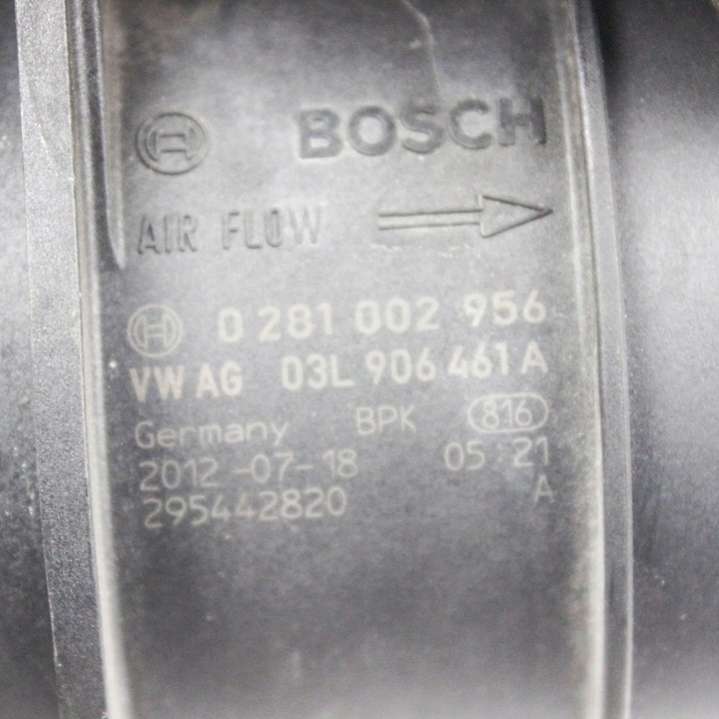 BOSCH
AIR FLOW
0 281 002 956
VW AG 03L 906 461 A
Germany BPK 816
2012-07-18 05:21
295442820 A